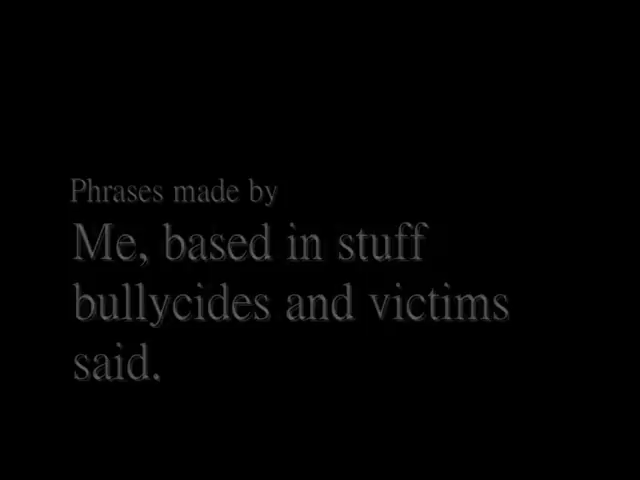 Phrases made by
Me, based in stuff
bullycides and victims
said.